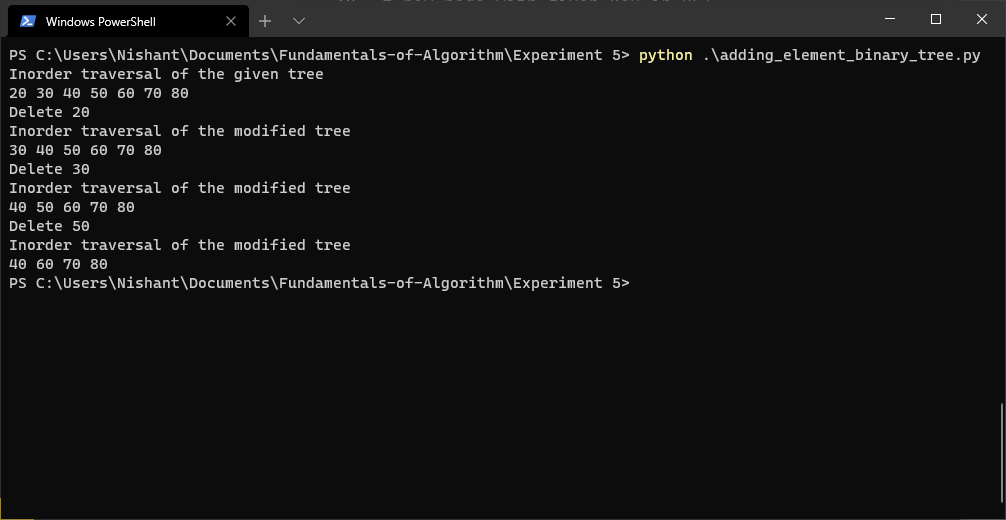 Windows PowerShell
PS C:\Users\Nishant\Documents\Fundamentals-of-Algorithm\Experiment 5> python .\adding_element_binary_tree.py
Inorder traversal of the given tree
20 30 40 50 60 70 80
Delete 20
Inorder traversal of the modified tree
30 40 50 60 70 80
Delete 30
Inorder traversal of the modified tree
40 50 60 70 80
Delete 50
Inorder traversal of the modified tree
40 60 70 80
PS C:\Users\Nishant\Documents\Fundamentals-of-Algorithm\Experiment 5>